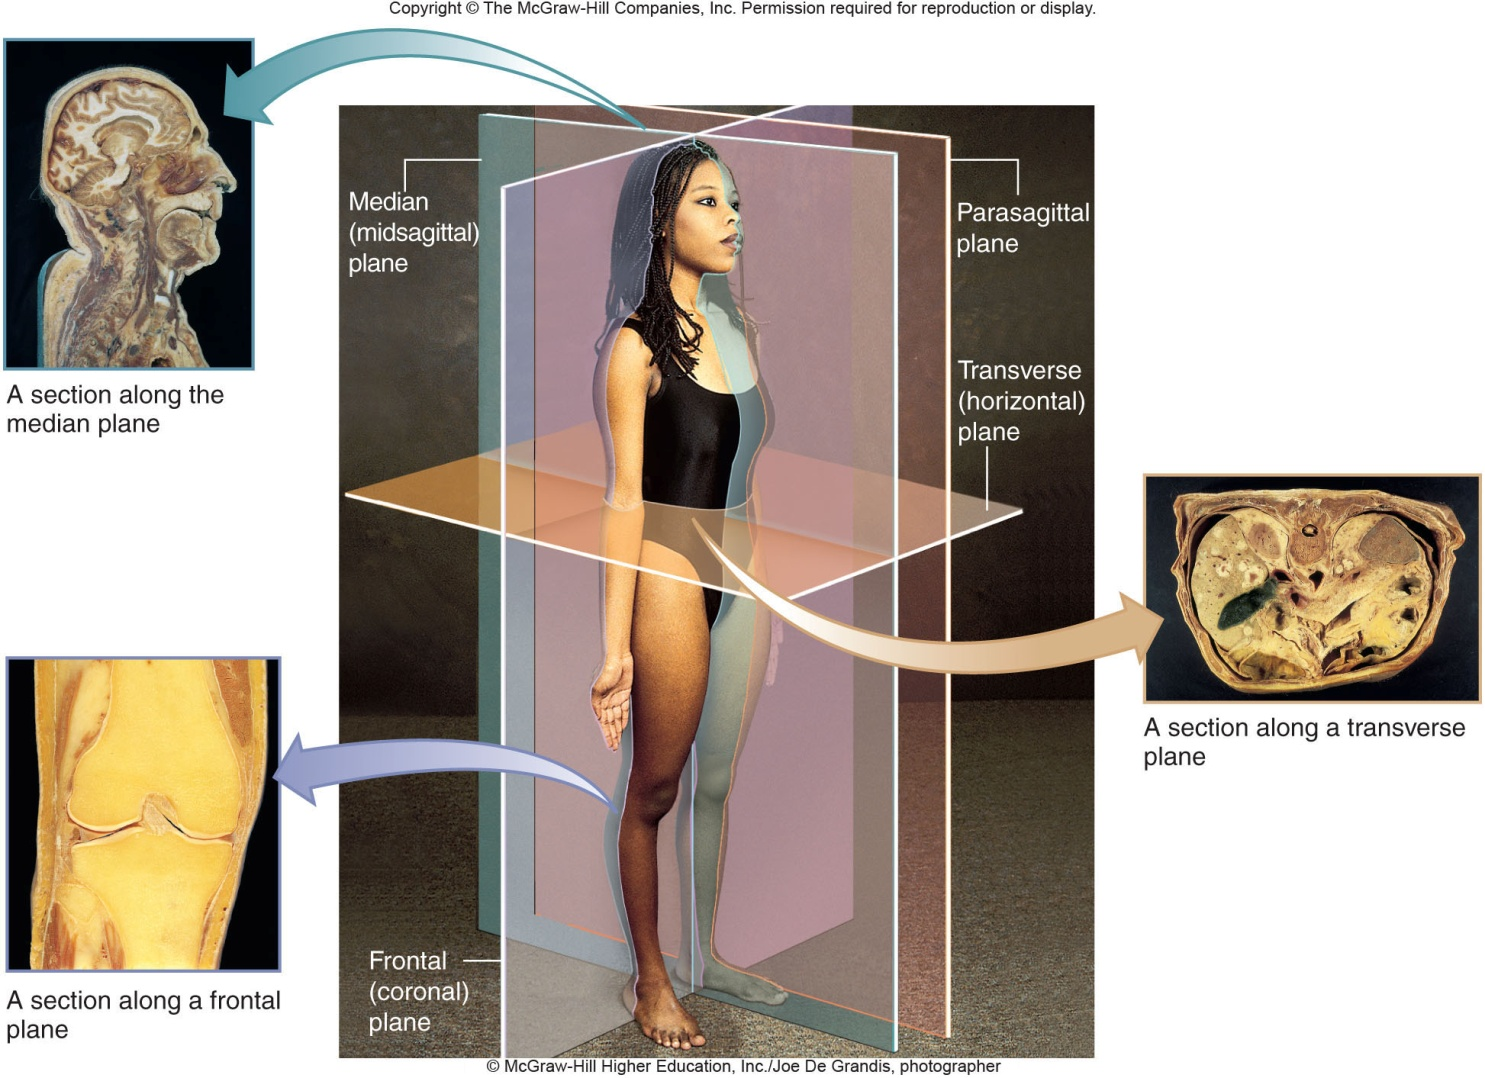 Copyright © The McGraw-Hill Companies, Inc. Permission required for reproduction or display.
Median
(midsagittal)
plane
Parasagittal
plane
A section along the
median plane
Transverse
(horizontal)
plane
A section along a transverse
plane
Frontal
(coronal)
plane
A section along a frontal
plane
© McGraw-Hill Higher Education, Inc./Joe De Grandis, photographer